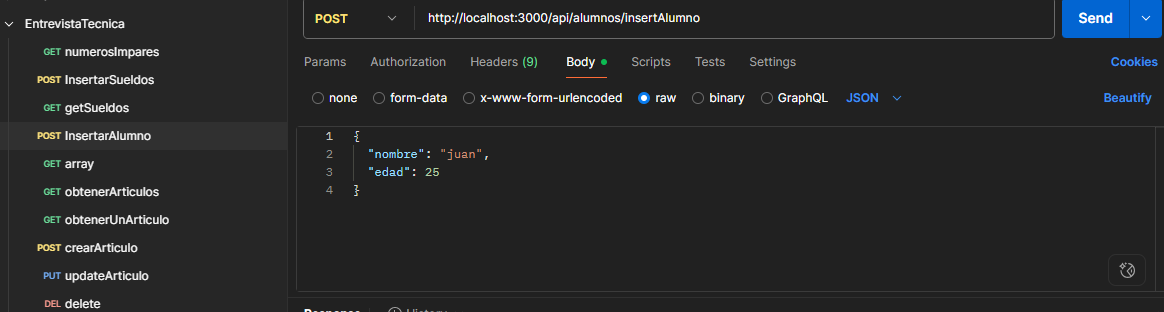 EntrevistaTecnica
GET numerosImpares
POST InsertarSueldos
GET getSueldos
POST InsertarAlumno
GET array
GET obtenerArticulos
GET obtenerUnArticulo
POST crearArticulo
PUT updateArticulo
DEL delete
POST http://localhost:3000/api/alumnos/insertAlumno Send
Params Authorization Headers (9) Body Scripts Tests Settings Cookies
none form-data x-www-form-urlencoded raw binary GraphQL JSON Beautify
1 {
2 "nombre": "juan",
3 "edad": 25
4 }
Response History